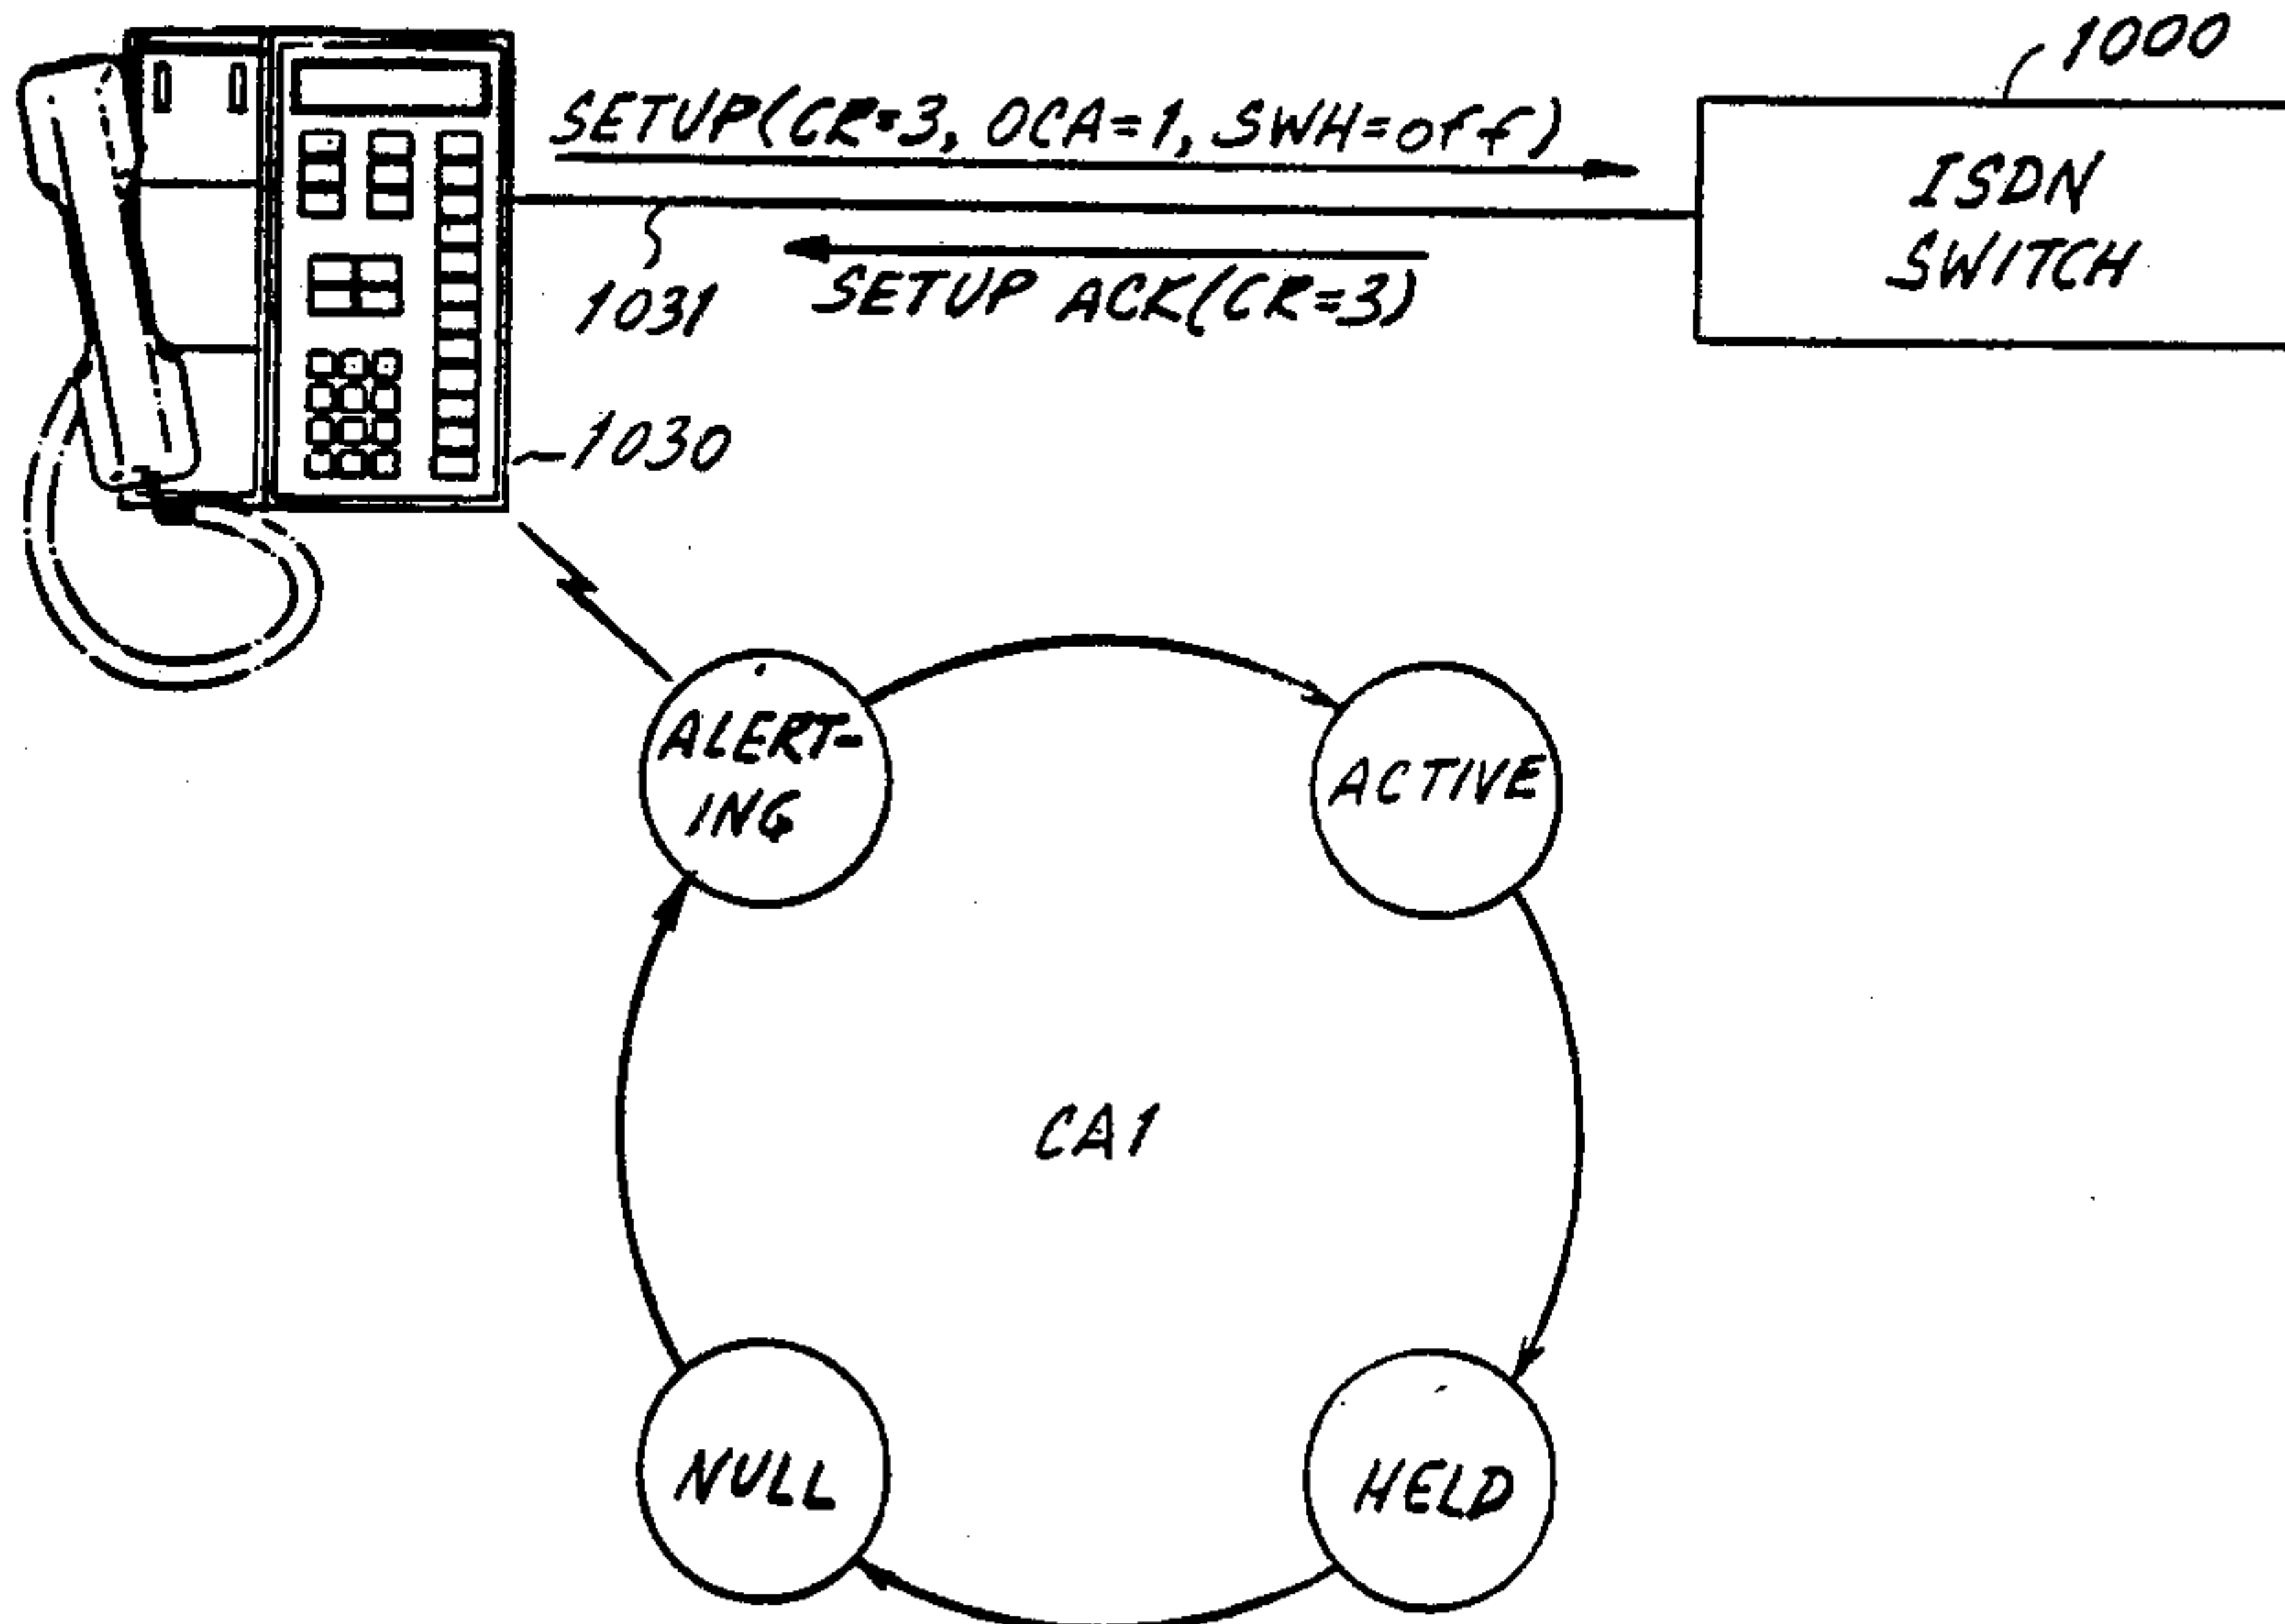 1000
SETUP(CR=3, OCA=1, SWH=off)
ISDN
SWITCH
SETUP ACK(CR=3)
1031
1030
ALERT-
ING
ACTIVE
CA1
NULL
HELD